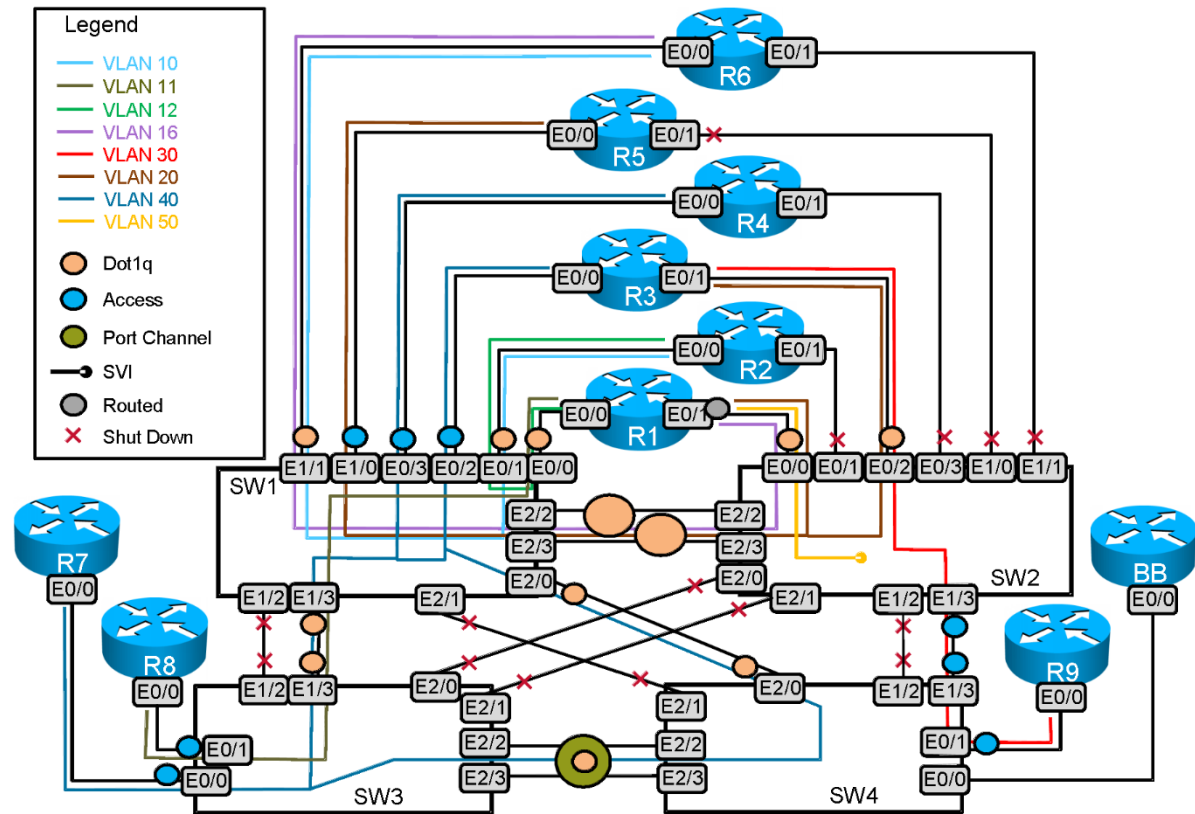 Legend
VLAN 10
VLAN 11
VLAN 12
VLAN 16
VLAN 30
VLAN 20
VLAN 40
VLAN 50
Dot1q
Access
Port Channel
SVI
Routed
Shut Down
E0/0
E0/1
R6
E0/0
E0/1
R5
E0/0
E0/1
R4
E0/0
E0/1
R3
E0/0
E0/1
R2
E0/0
E0/1
R1
SW1
E1/1
E1/0
E0/3
E0/2
E0/1
E0/0
E0/0
E0/1
E0/2
E0/3
E1/0
E1/1
E2/2
E2/3
E2/0
E2/2
E2/3
E2/0
SW2
E1/2
E1/3
E2/1
E2/1
E1/2
E1/3
R7
E0/0
R8
E0/0
BB
E0/0
R9
E0/0
E1/2
E1/3
E2/0
E2/1
E2/2
E2/3
E0/1
E0/0
SW3
E2/0
E1/2
E1/3
E2/1
E2/2
E2/3
E0/1
E0/0
SW4